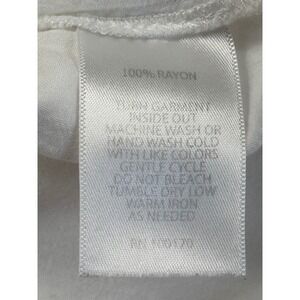 100% RAYON
TURN GARMENT
INSIDE OUT
MACHINE WASH OR
HAND WASH COLD
WITH LIKE COLORS
GENTLE CYCLE
DO NOT BLEACH
TUMBLE DRY LOW
WARM IRON
AS NEEDED
RN